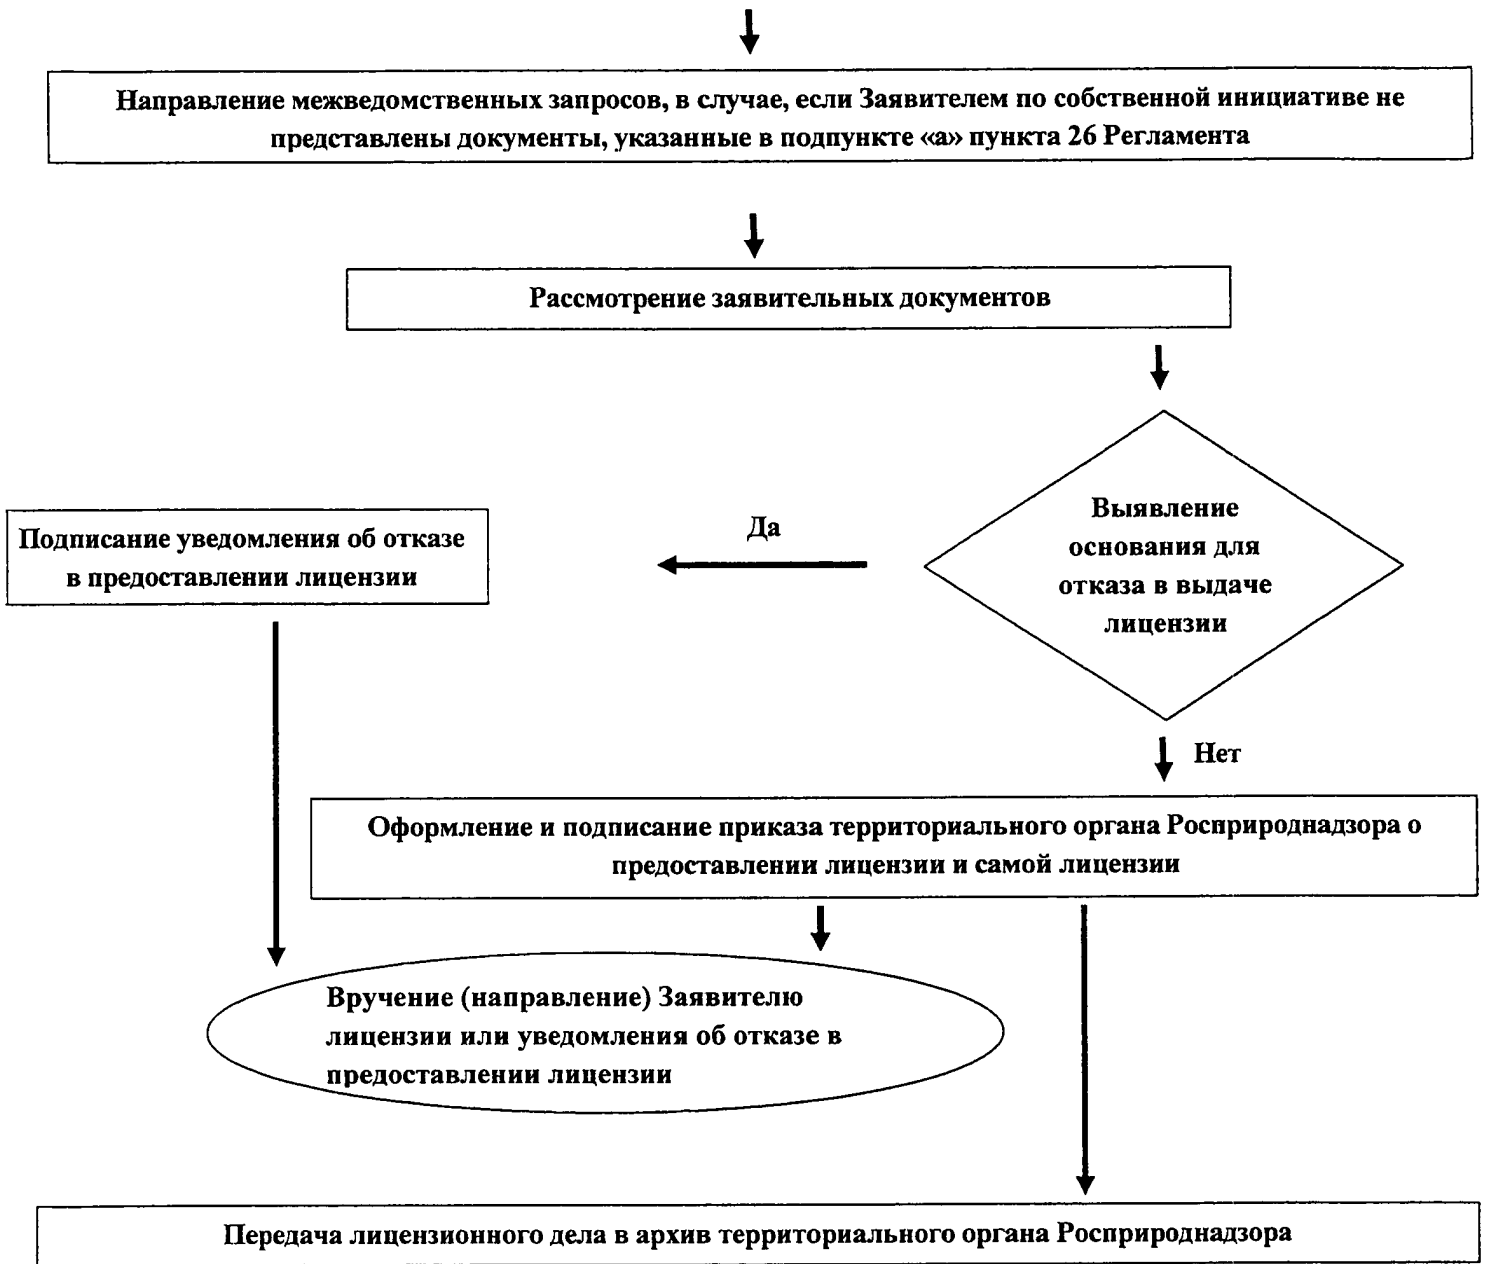 Направление межведомственных запросов, в случае, если Заявителем по собственной инициативе не
представлены документы, указанные в подпункте «а» пункта 26 Регламента
Рассмотрение заявительных документов
Выявление
основания для
отказа в выдаче
лицензии
Да
Подписание уведомления об отказе
в предоставлении лицензии
Нет
Оформление и подписание приказа территориального органа Росприроднадзора о
предоставлении лицензии и самой лицензии
Вручение (направление) Заявителю
лицензии или уведомления об отказе в
предоставлении лицензии
Передача лицензионного дела в архив территориального органа Росприроднадзора